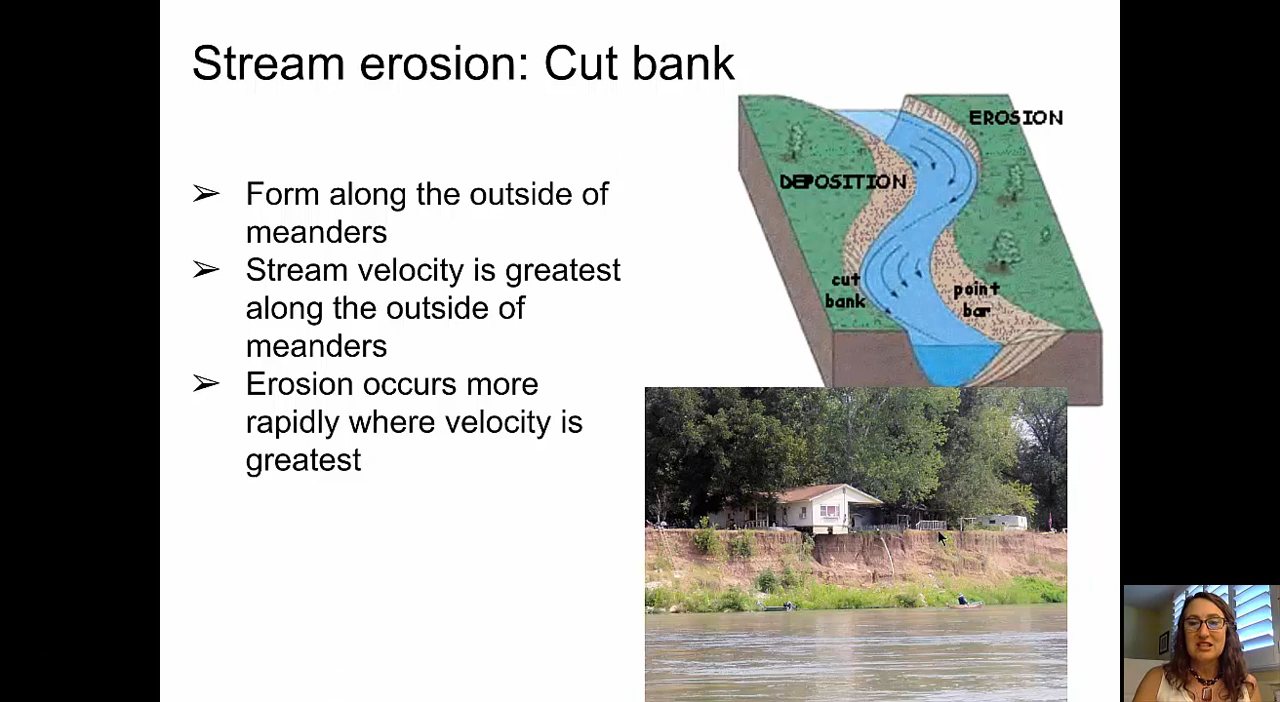 Stream erosion: Cut bank
➢ Form along the outside of
meanders
➢ Stream velocity is greatest
along the outside of
meanders
➢ Erosion occurs more
rapidly where velocity is
greatest
EROSION
DEPOSITION
cut
bank
point
bar